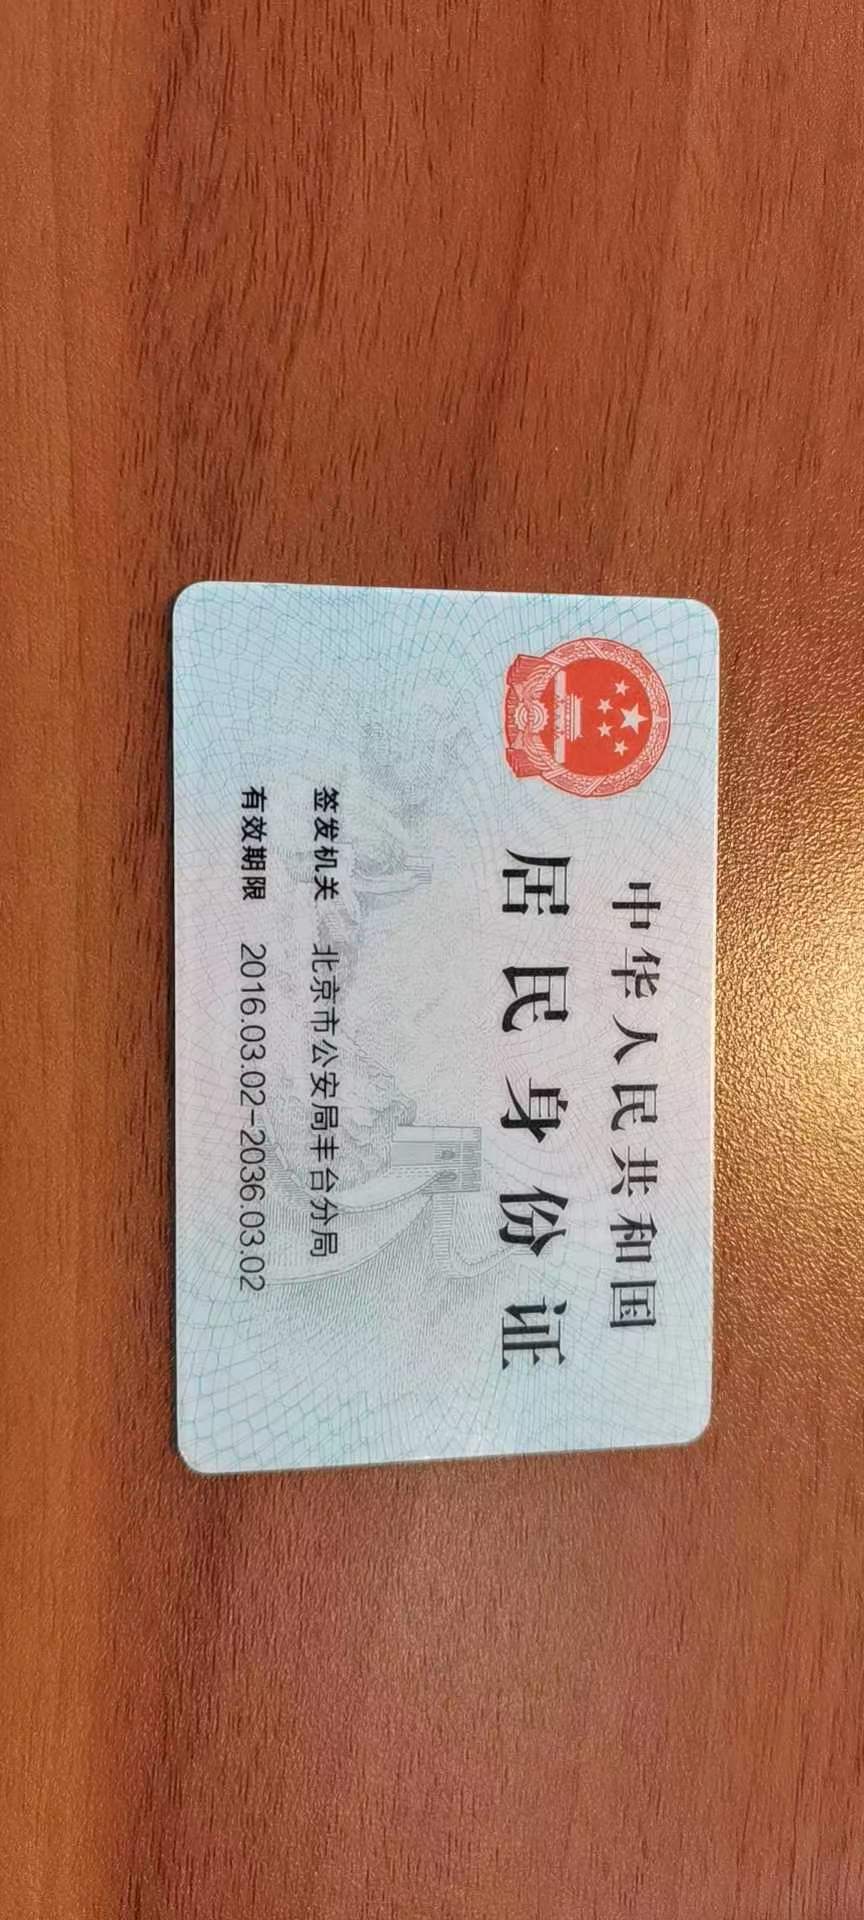 中华人民共和国
居民身份证
签发机关 北京市公安局丰台分局
有效期限 2016.03.02-2036.03.02